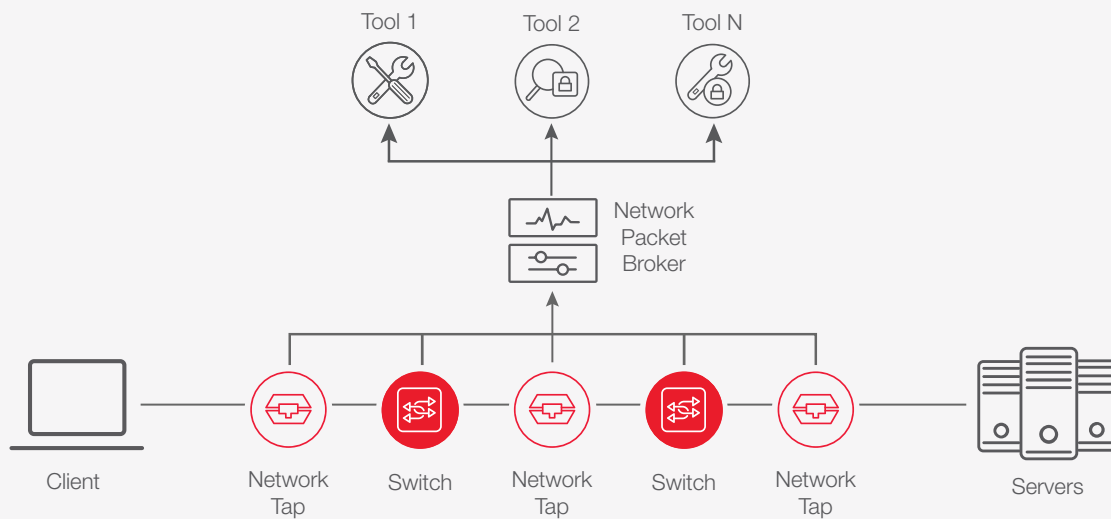 Tool 1
Tool 2
Tool N
Network
Packet
Broker
Client
Network
Tap
Switch
Network
Tap
Switch
Network
Tap
Servers